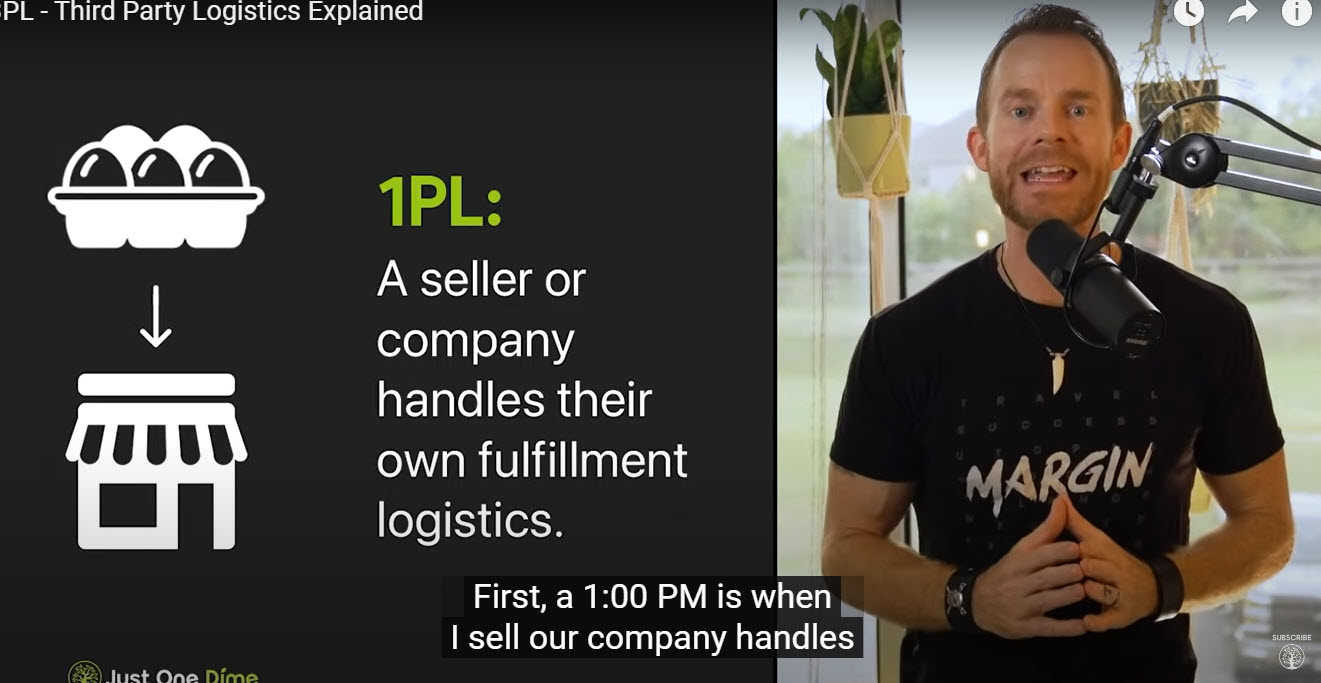 3PL - Third Party Logistics Explained
1PL:
A seller or
company
handles their
own fulfillment
logistics.
MARGIN
First, a 1:00 PM is when
I sell our company handles
Just One Dime
SUBSCRIBE